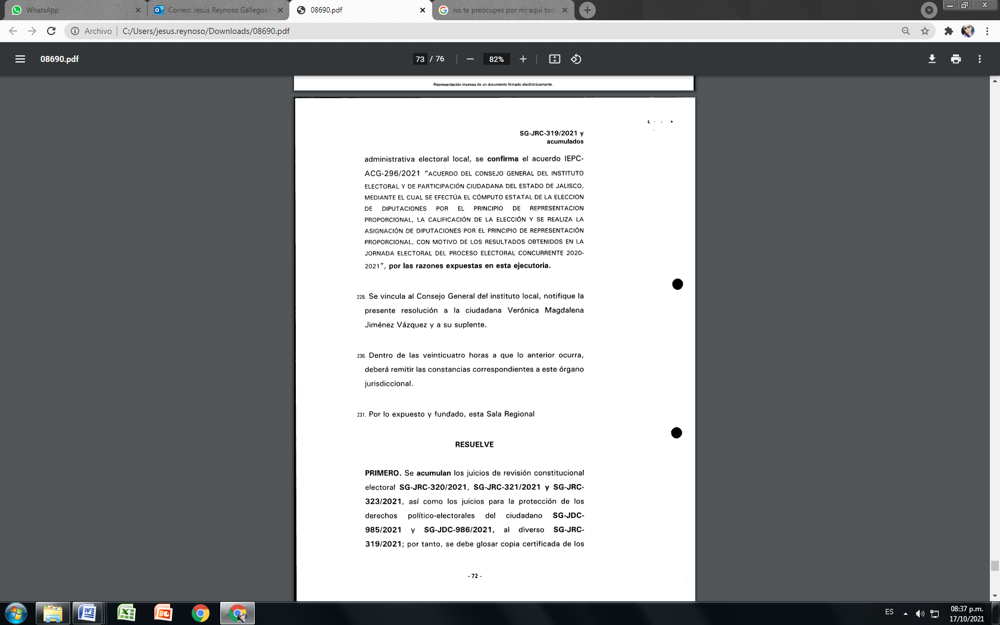 WhatsApp
Correo: Jesús Reynoso Gallegos
08690.pdf
no te preocupes por mi aqui tod
Archivo | C:/Users/jesus.reynoso/Downloads/08690.pdf
08690.pdf
73 / 76
82%
Representación impresa de un documento firmado electrónicamente.
SG-JRC-319/2021 y
acumulados
administrativa electoral local, se confirma el acuerdo IEPC-
ACG-296/2021 "ACUERDO DEL CONSEJO GENERAL DEL INSTITUTO
ELECTORAL Y DE PARTICIPACIÓN CIUDADANA DEL ESTADO DE JALISCO,
MEDIANTE EL CUAL SE EFECTÚA EL CÓMPUTO ESTATAL DE LA ELECCION
DE DIPUTACIONES POR EL PRINCIPIO DE REPRESENTACION
PROPORCIONAL, LA CALIFICACIÓN DE LA ELECCIÓN Y SE REALIZA LA
ASIGNACIÓN DE DIPUTACIONES POR EL PRINCIPIO DE REPRESENTACIÓN
PROPORCIONAL, CON MOTIVO DE LOS RESULTADOS OBTENIDOS EN LA
JORNADA ELECTORAL DEL PROCESO ELECTORAL CONCURRENTE 2020-
2021", por las razones expuestas en esta ejecutoria.
229. Se vincula al Consejo General del instituto local, notifique la
presente resolución a la ciudadana Verónica Magdalena
Jiménez Vázquez y a su suplente.
230. Dentro de las veinticuatro horas a que lo anterior ocurra,
deberá remitir las constancias correspondientes a este órgano
jurisdiccional.
231. Por lo expuesto y fundado, esta Sala Regional
RESUELVE
PRIMERO. Se acumulan los juicios de revisión constitucional
electoral SG-JRC-320/2021, SG-JRC-321/2021 y SG-JRC-
323/2021, así como los juicios para la protección de los
derechos político-electorales del ciudadano SG-JDC-
985/2021 y SG-JDC-986/2021, al diverso SG-JRC-
319/2021; por tanto, se debe glosar copia certificada de los
- 72 -
ES
08:37 p.m.
17/10/2021